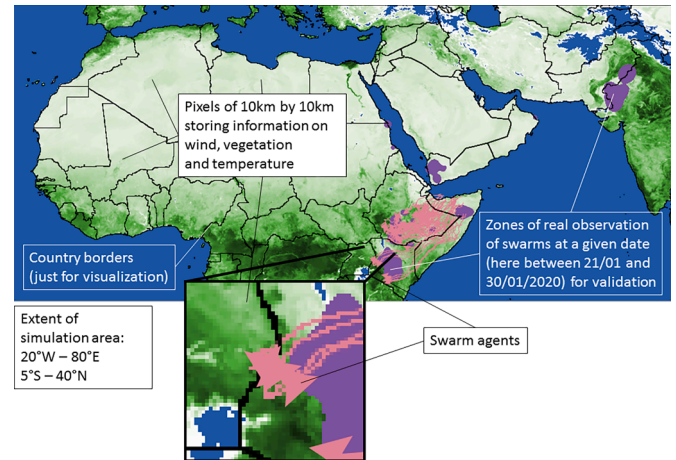 Pixels of 10km by 10km
storing information on
wind, vegetation
and temperature
Country borders
(just for visualization)
Zones of real observation
of swarms at a given date
(here between 21/01 and
30/01/2020) for validation
Extent of
simulation area:
20°W – 80°E
5°S – 40°N
Swarm agents